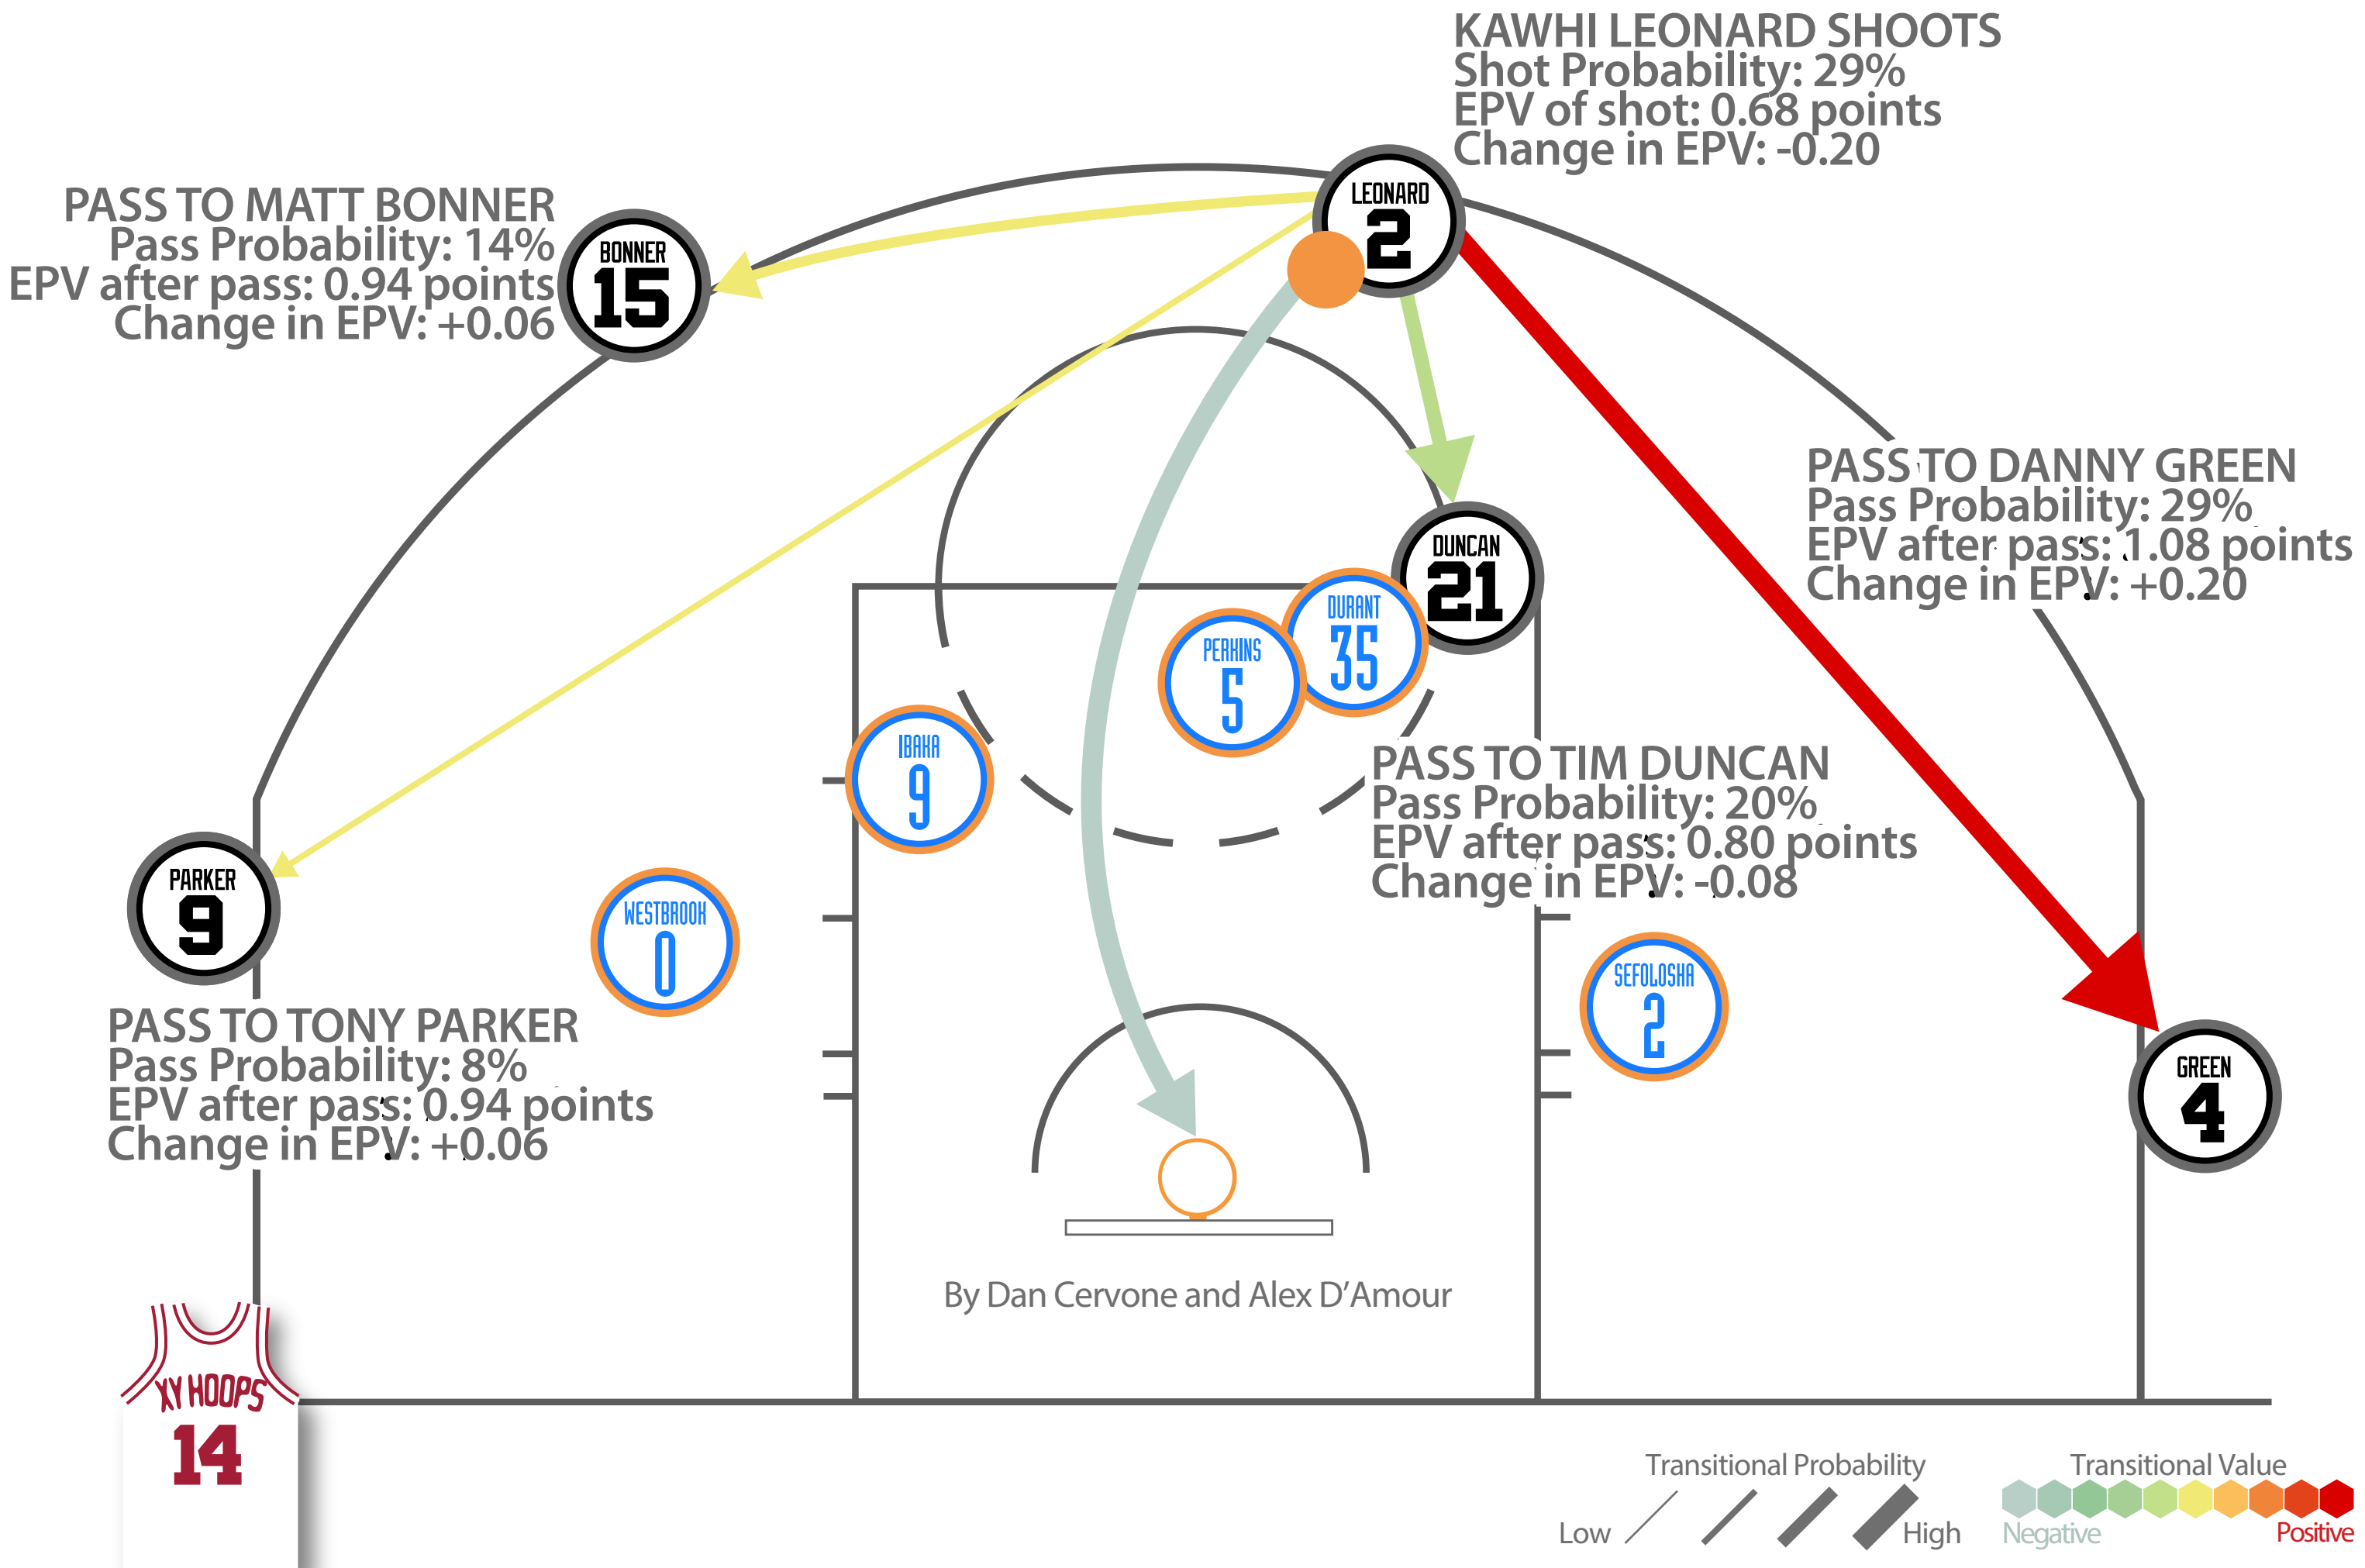 KAWHI LEONARD SHOOTS
Shot Probability: 29%
EPV of shot: 0.68 points
Change in EPV: -0.20
LEONARD
2
PASS TO MATT BONNER
Pass Probability: 14%
EPV after pass: 0.94 points
Change in EPV: +0.06
BONNER
15
PASS TO DANNY GREEN
Pass Probability: 29%
EPV after pass: 1.08 points
Change in EPV: +0.20
DUNCAN
21
DURANT
35
PERKINS
5
IBAKA
9
PASS TO TIM DUNCAN
Pass Probability: 20%
EPV after pass: 0.80 points
Change in EPV: -0.08
PARKER
9
WESTBROOK
0
SEFOLOSHA
2
PASS TO TONY PARKER
Pass Probability: 8%
EPV after pass: 0.94 points
Change in EPV: +0.06
GREEN
4
By Dan Cervone and Alex D'Amour
XY HOOPS
14
Transitional Probability
Low
High
Transitional Value
Negative
Positive